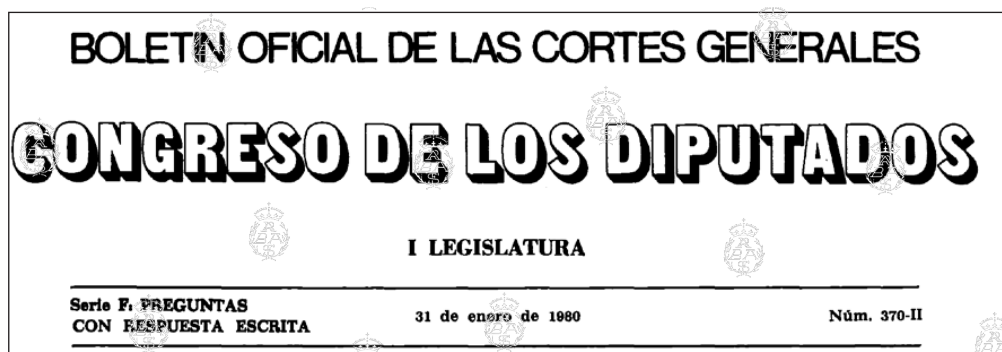 BOLETIN OFICIAL DE LAS CORTES GENERALES
CONGRESO DE LOS DIPUTADOS
I LEGISLATURA
Serie F: PREGUNTAS
CON RESPUESTA ESCRITA
31 de enero de 1980
Núm. 370-II